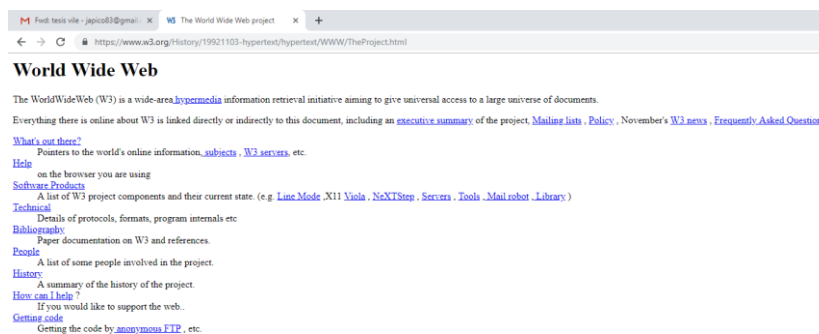 Fwd: tesis vile - japico83@gmail.
W3 The World Wide Web project
https://www.w3.org/History/19921103-hypertext/hypertext/WWW/TheProject.html
World Wide Web
The WorldWideWeb (W3) is a wide-area hypermedia information retrieval initiative aiming to give universal access to a large universe of documents.
Everything there is online about W3 is linked directly or indirectly to this document, including an executive summary of the project, Mailing lists , Policy , November's W3 news , Frequently Asked Question
What's out there?
Pointers to the world's online information, subjects , W3 servers, etc.
Help
on the browser you are using
Software Products
A list of W3 project components and their current state. (e.g. Line Mode ,X11 Viola , NeXTStep , Servers , Tools , Mail robot , Library )
Technical
Details of protocols, formats, program internals etc
Bibliography
Paper documentation on W3 and references.
People
A list of some people involved in the project.
History
A summary of the history of the project.
How can I help ?
If you would like to support the web..
Getting code
Getting the code by anonymous FTP , etc.